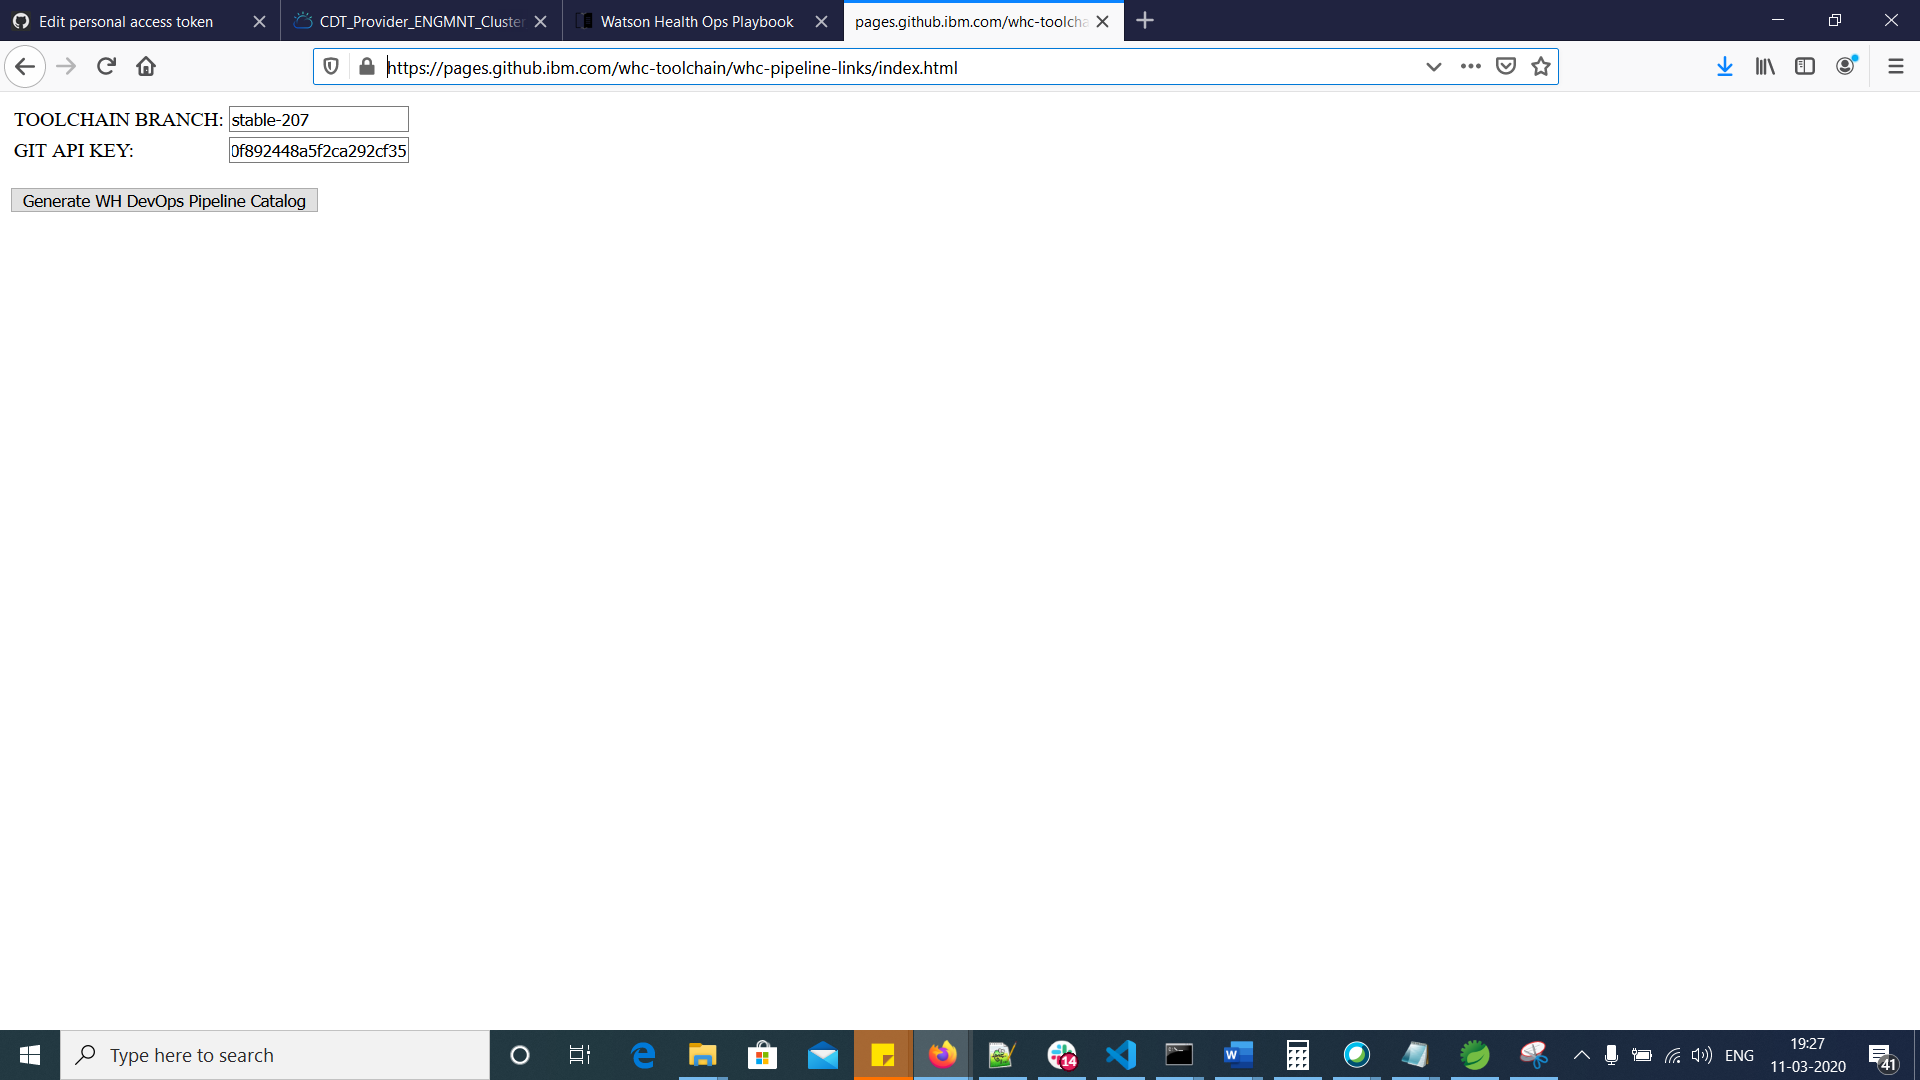 Edit personal access token
CDT_Provider_ENGMNT_Cluster
Watson Health Ops Playbook
pages.github.ibm.com/whc-toolcha
https://pages.github.ibm.com/whc-toolchain/whc-pipeline-links/index.html
TOOLCHAIN BRANCH: stable-207
GIT API KEY: 0f892448a5f2ca292cf35
Generate WH DevOps Pipeline Catalog
Type here to search
14
ENG
19:27
11-03-2020
41